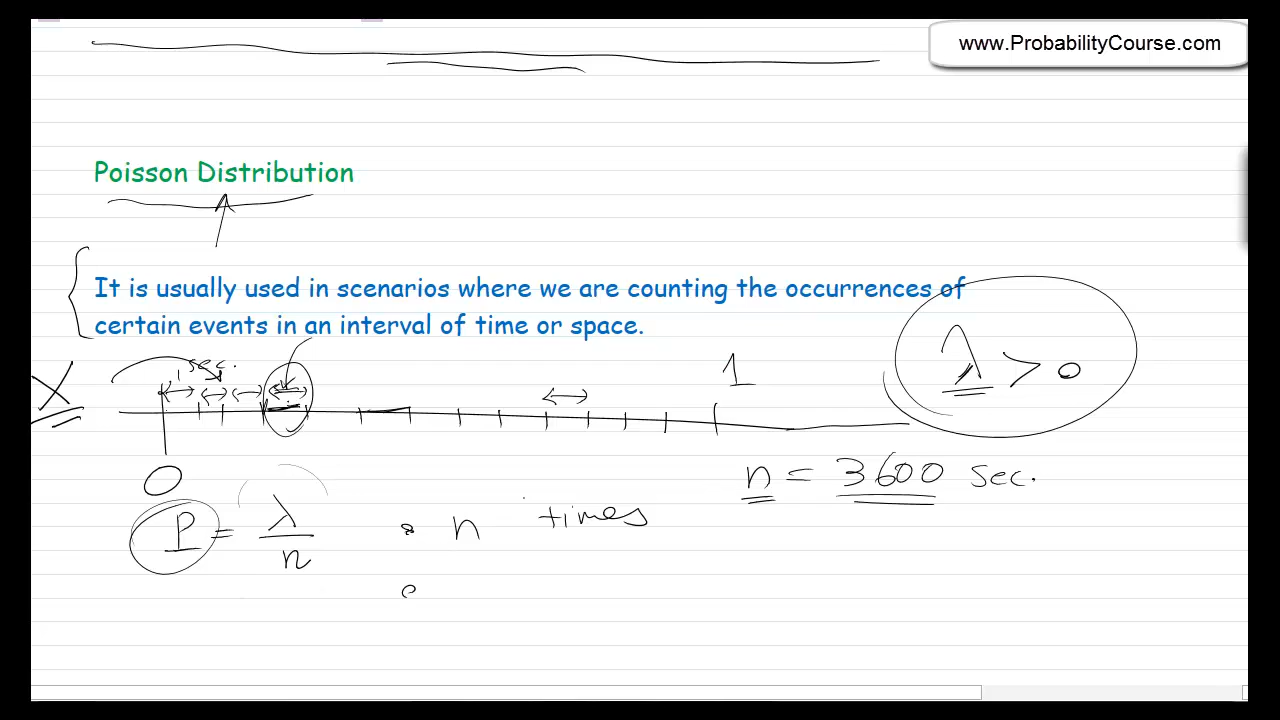 www.ProbabilityCourse.com
Poisson Distribution
It is usually used in scenarios where we are counting the occurrences of
certain events in an interval of time or space.
λ > 0
1 sec.
1
X
0
n = 3600 sec.
P = λ/n
• n times